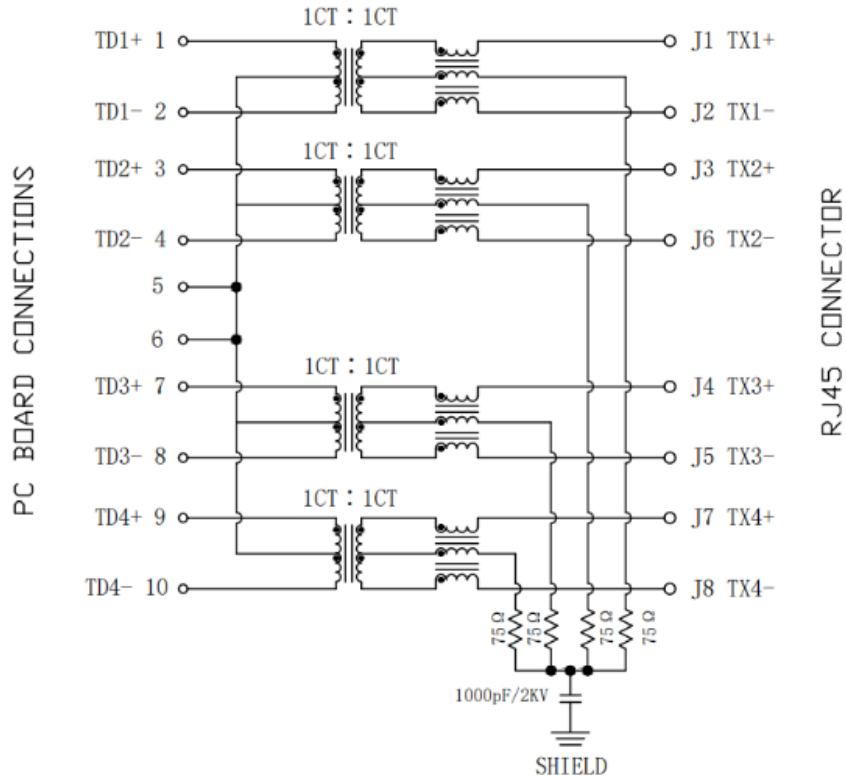 1CT : 1CT
TD1+ 1
J1 TX1+
TD1- 2
J2 TX1-
1CT : 1CT
TD2+ 3
J3 TX2+
TD2- 4
J6 TX2-
5
6
1CT : 1CT
TD3+ 7
J4 TX3+
TD3- 8
J5 TX3-
1CT : 1CT
TD4+ 9
J7 TX4+
TD4- 10
J8 TX4-
PC BOARD CONNECTIONS
RJ45 CONNECTOR
75Ω
75Ω
75Ω
75Ω
1000pF/2KV
SHIELD